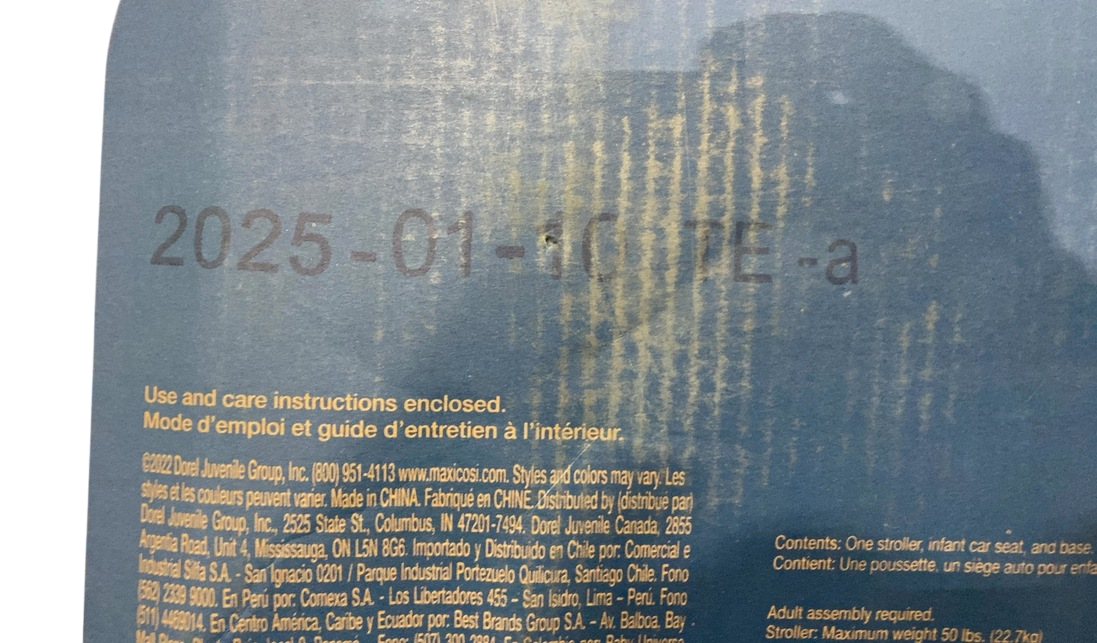 2025-01-10 TE-a
Use and care instructions enclosed.
Mode d'emploi et guide d'entretien à l'intérieur.
©2022 Dorel Juvenile Group, Inc. (800) 951-4113 www.maxicosi.com. Styles and colors may vary. Les
styles et les couleurs peuvent varier. Made in CHINA. Fabriqué en CHINE. Distributed by (distribué par)
Dorel Juvenile Group, Inc., 2525 State St., Columbus, IN 47201-7494. Dorel Juvenile Canada, 2855
Argentia Road, Unit 4, Mississauga, ON L5N 8G6. Importado y Distribuido en Chile por: Comercial e
Industrial Silfa S.A. - San Ignacio 0201 / Parque Industrial Portezuelo Quilicura, Santiago Chile. Fono
(562) 2339 9000. En Perú por: Comexa S.A. - Los Libertadores 455 – San Isidro, Lima – Perú. Fono
(511) 4469014. En Centro América, Caribe y Ecuador por: Best Brands Group S.A. – Av. Balboa, Bay
Contents: One stroller, infant car seat, and base.
Contient: Une poussette, un siège auto pour
Adult assembly required.
Stroller: Maximum weight 50 lbs. (22.7kg)